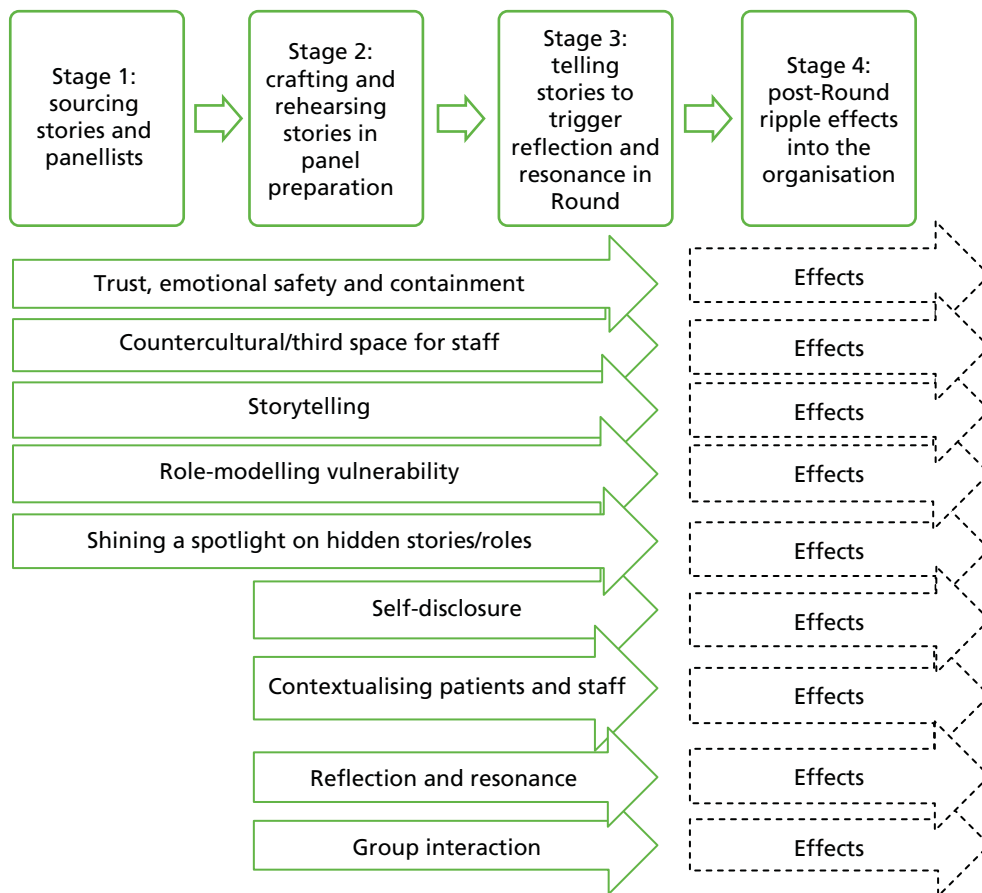 Stage 1:
sourcing
stories and
panellists
Stage 2:
crafting and
rehearsing
stories in
panel
preparation
Stage 3:
telling
stories to
trigger
reflection and
resonance in
Round
Stage 4:
post-Round
ripple effects
into the
organisation
Trust, emotional safety and containment
Effects
Countercultural/third space for staff
Effects
Storytelling
Effects
Role-modelling vulnerability
Effects
Shining a spotlight on hidden stories/roles
Effects
Self-disclosure
Effects
Contextualising patients and staff
Effects
Reflection and resonance
Effects
Group interaction
Effects